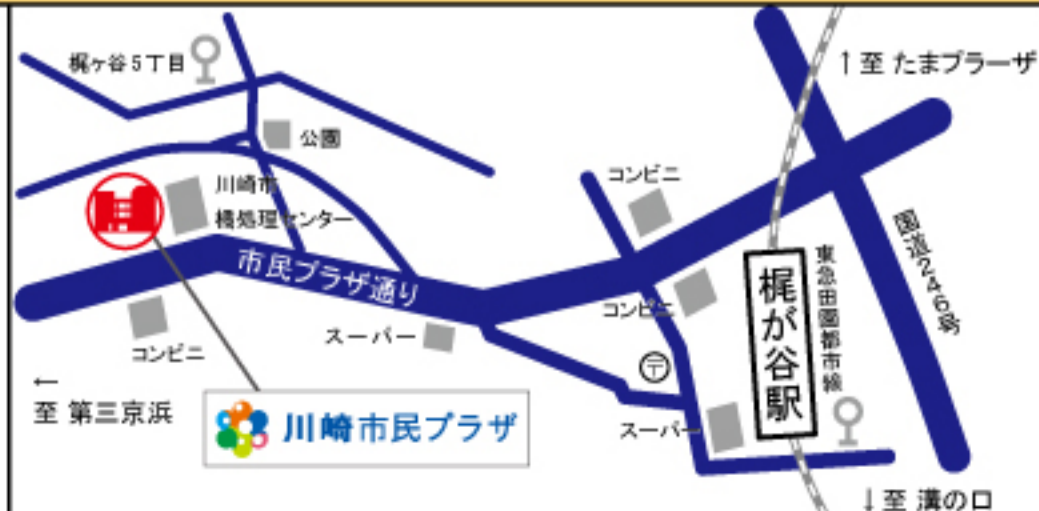 梶ヶ谷5丁目
↑至 たまプラーザ
公園
コンビニ
川崎市
橘処理センター
国道246号
市民プラザ通り
東急田園都市線
梶が谷駅
コンビニ
スーパー
コンビニ
〒
←
至 第三京浜
川崎市民プラザ
スーパー
↓至 溝の口